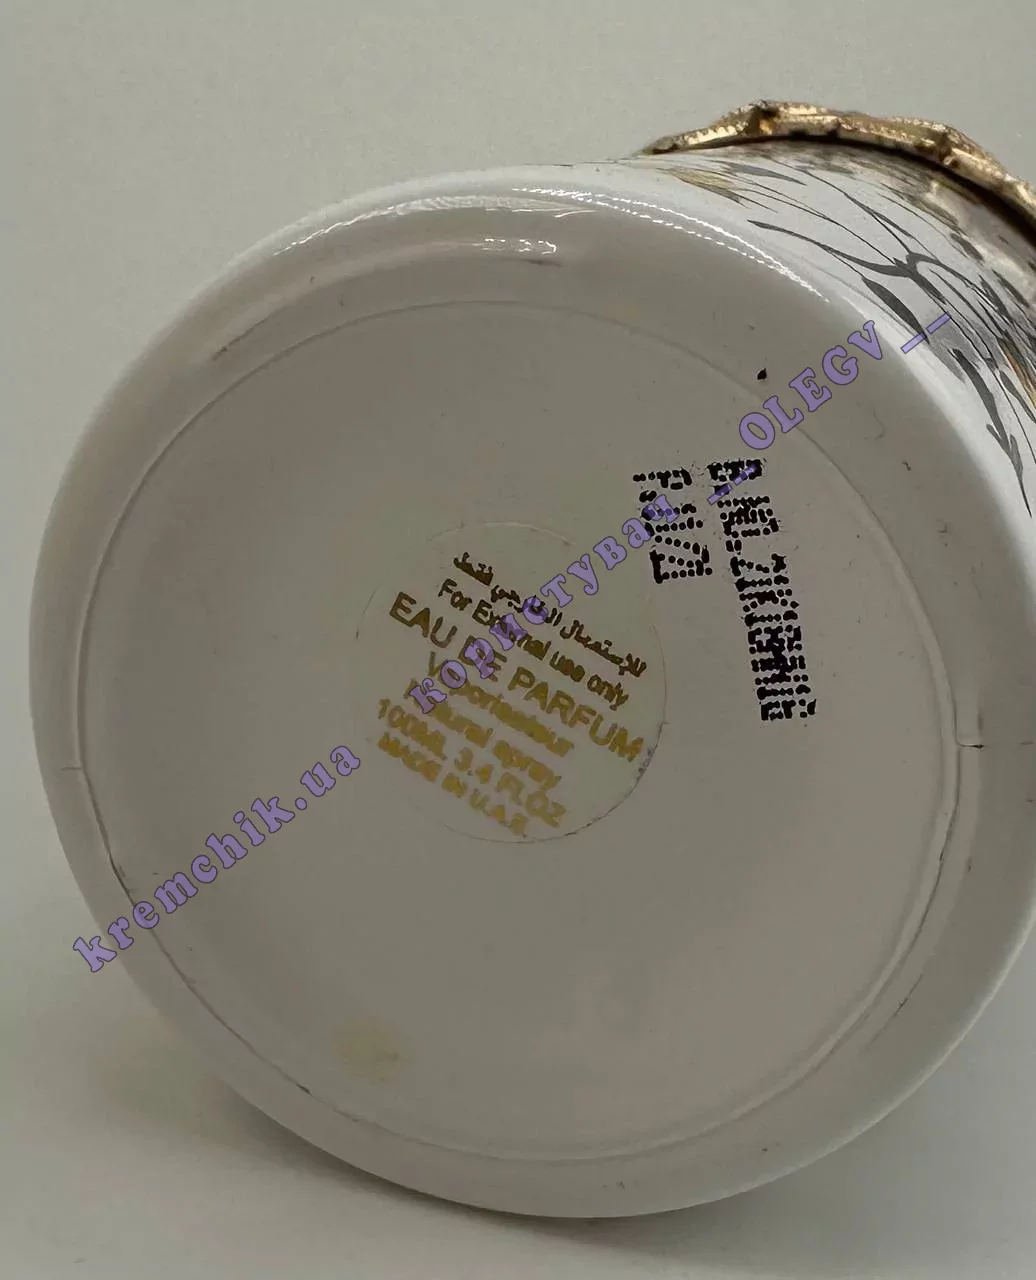 للإستعمال الخارجي فقط
For External use only
EAU DE PARFUM
Vaporisateur
Natural spray
100ML 3.4 FL.OZ
MADE IN U.A.E
kremchik.ua користувач __OLEGV__